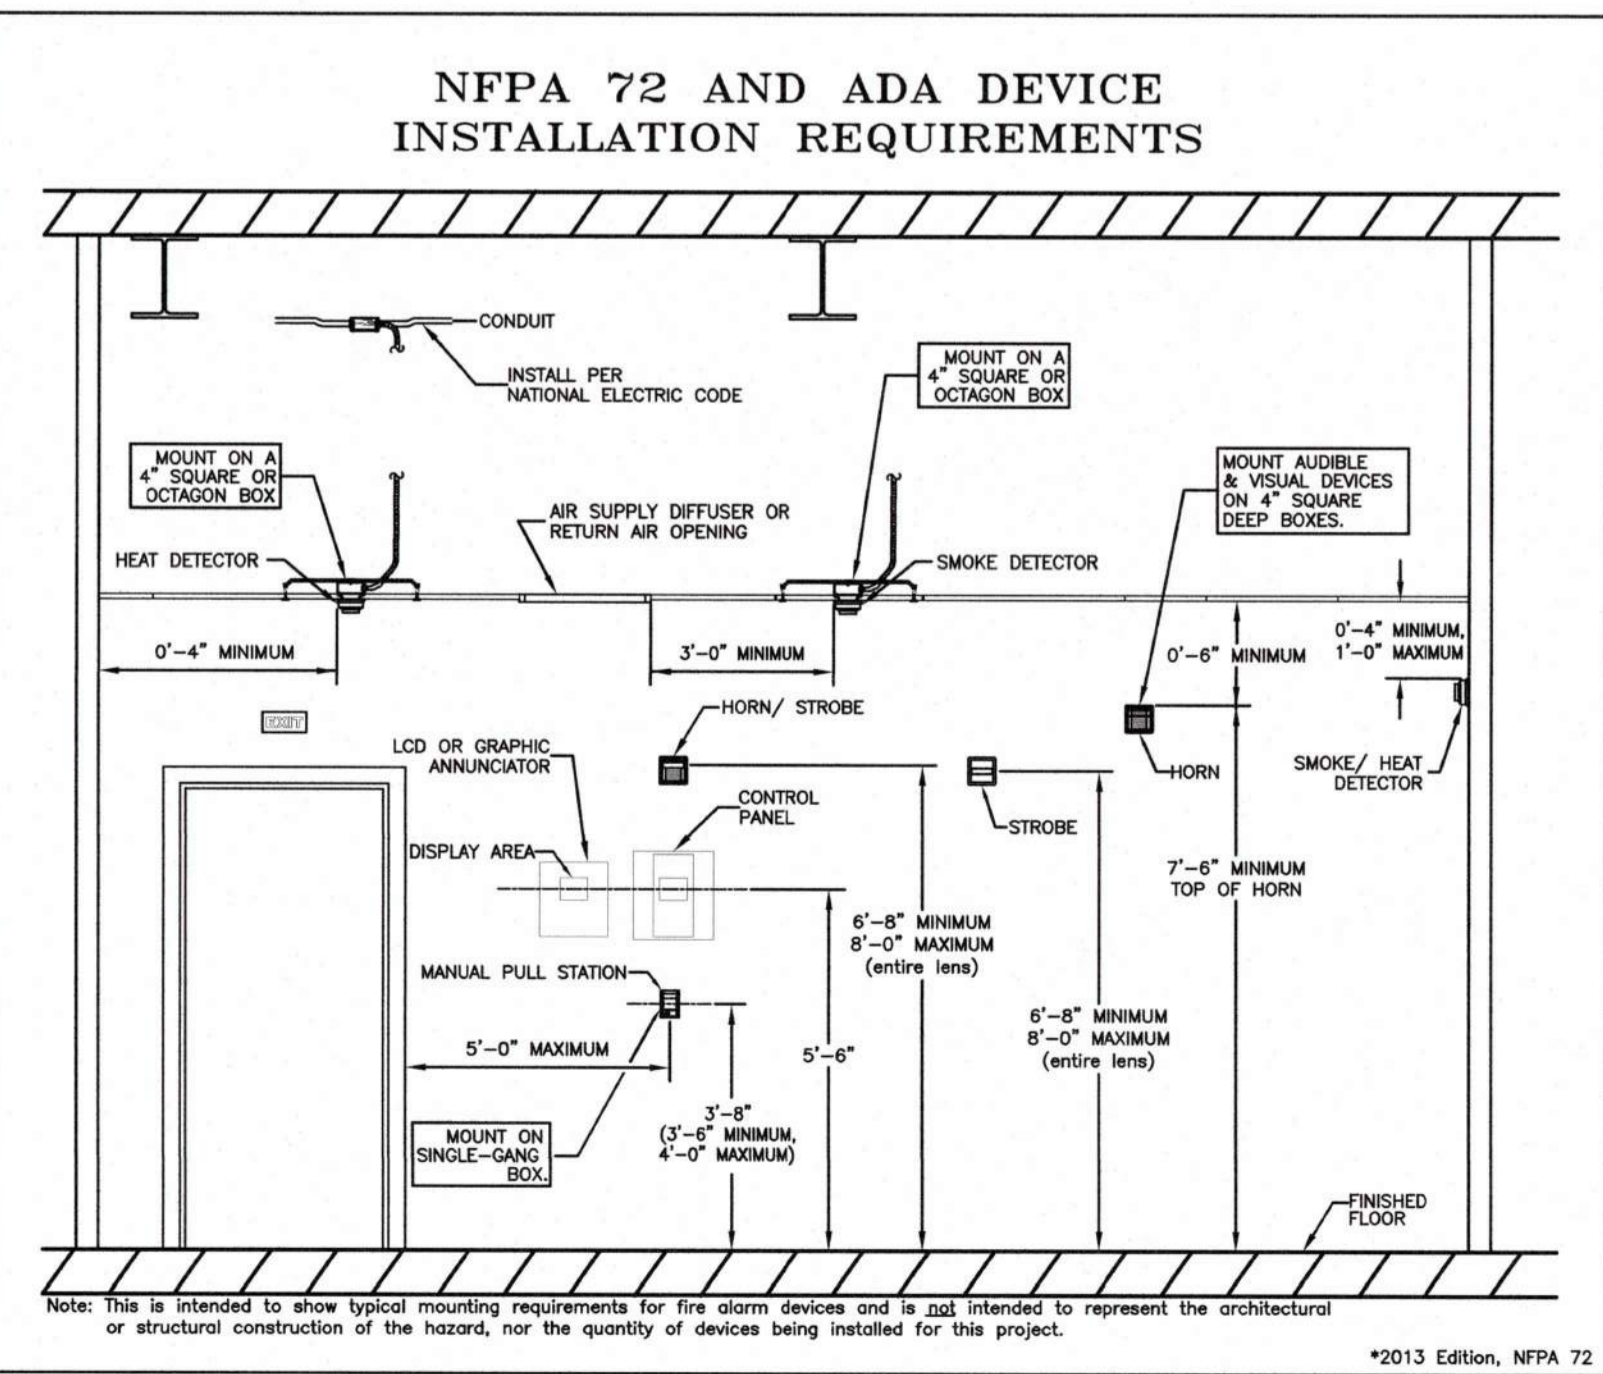 NFPA 72 AND ADA DEVICE
INSTALLATION REQUIREMENTS
CONDUIT
INSTALL PER
NATIONAL ELECTRIC CODE
MOUNT ON A
4" SQUARE OR
OCTAGON BOX
MOUNT ON A
4" SQUARE OR
OCTAGON BOX
MOUNT AUDIBLE
& VISUAL DEVICES
ON 4" SQUARE
DEEP BOXES.
AIR SUPPLY DIFFUSER OR
RETURN AIR OPENING
HEAT DETECTOR
SMOKE DETECTOR
0'-4" MINIMUM
3'-0" MINIMUM
0'-6" MINIMUM
0'-4" MINIMUM,
1'-0" MAXIMUM
EXIT
HORN/ STROBE
LCD OR GRAPHIC
ANNUNCIATOR
HORN
SMOKE/ HEAT
DETECTOR
CONTROL
PANEL
STROBE
DISPLAY AREA
7'-6" MINIMUM
TOP OF HORN
6'-8" MINIMUM
8'-0" MAXIMUM
(entire lens)
MANUAL PULL STATION
6'-8" MINIMUM
8'-0" MAXIMUM
(entire lens)
5'-0" MAXIMUM
5'-6"
3'-8"
(3'-6" MINIMUM,
4'-0" MAXIMUM)
MOUNT ON
SINGLE-GANG
BOX.
FINISHED
FLOOR
Note: This is intended to show typical mounting requirements for fire alarm devices and is not intended to represent the architectural
or structural construction of the hazard, nor the quantity of devices being installed for this project.
*2013 Edition, NFPA 72